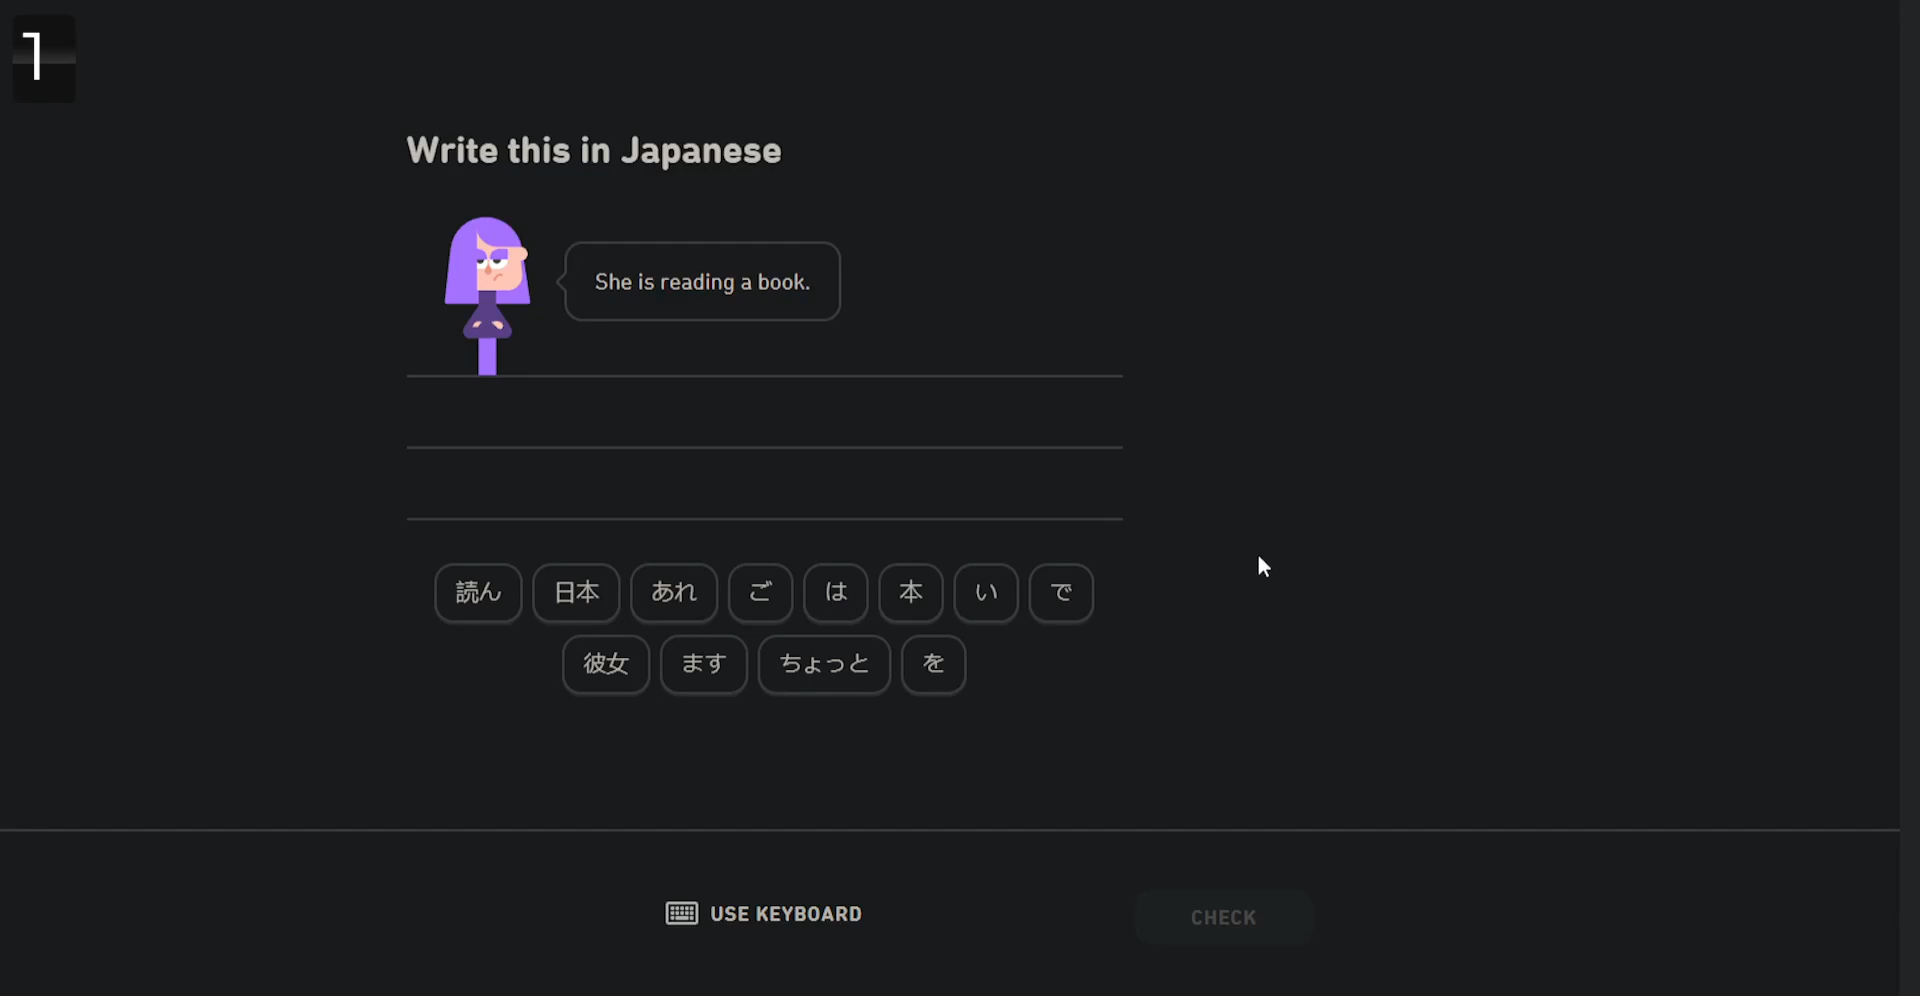 1
Write this in Japanese
She is reading a book.
読ん 日本 あれ ご は 本 い で
彼女 ます ちょっと を
USE KEYBOARD
CHECK